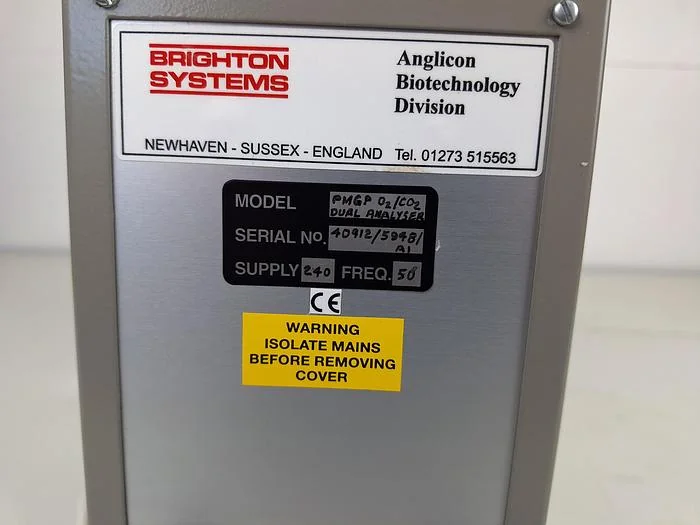 BRIGHTON
SYSTEMS
Anglicon
Biotechnology
Division
NEWHAVEN - SUSSEX - ENGLAND Tel. 01273 515563
MODEL PMGP O₂/CO₂
DUAL ANALYSER
SERIAL No. 40912/5948/
A1
SUPPLY 240 FREQ. 50
CE
WARNING
ISOLATE MAINS
BEFORE REMOVING
COVER